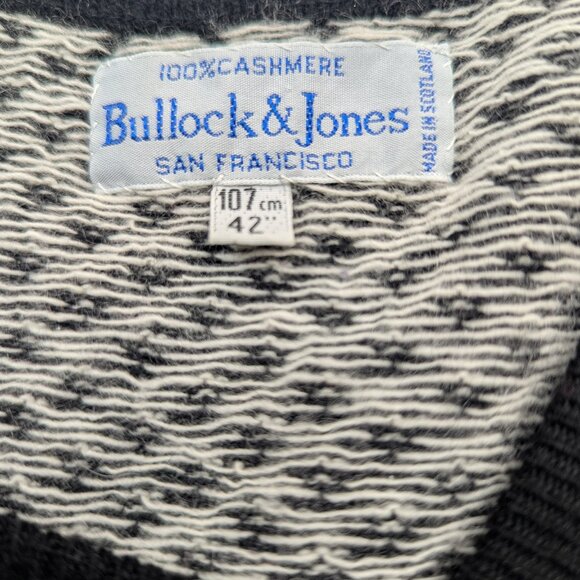 100%CASHMERE
Bullock&Jones
SAN FRANCISCO
MADE IN SCOTLAND
107 cm
42"